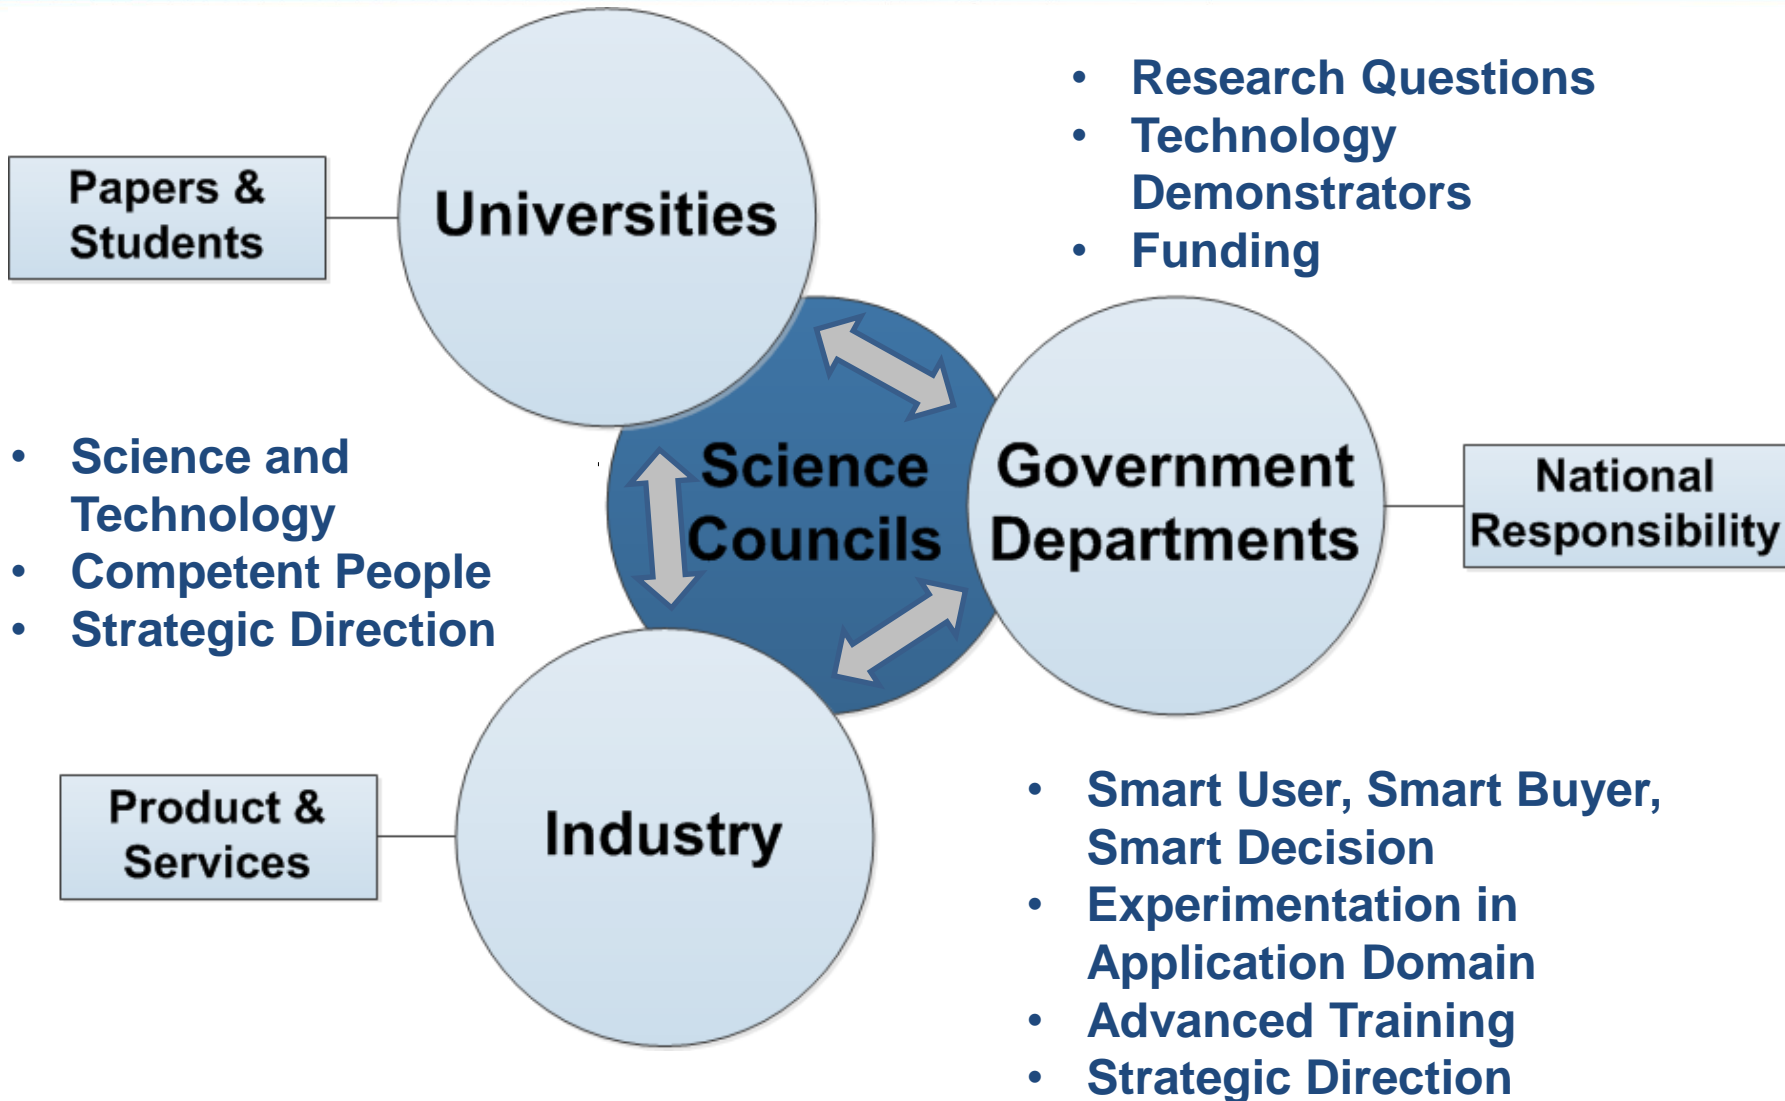 • Research Questions
• Technology
Demonstrators
• Funding
Papers &
Students
Universities
• Science and
Technology
• Competent People
• Strategic Direction
Science
Councils
Government
Departments
National
Responsibility
Product &
Services
Industry
• Smart User, Smart Buyer,
Smart Decision
• Experimentation in
Application Domain
• Advanced Training
• Strategic Direction